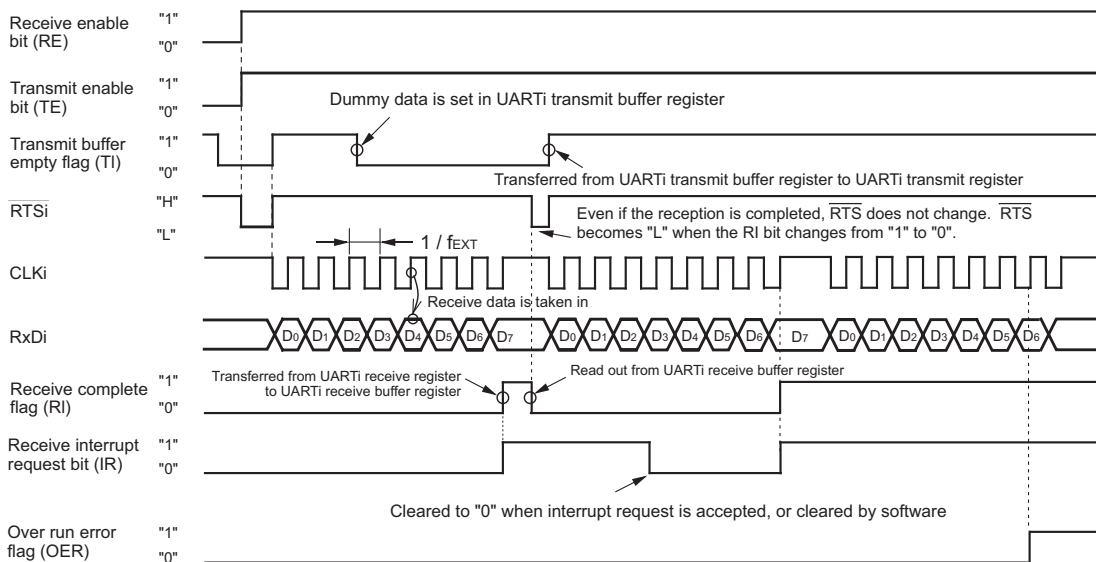 Receive enable
bit (RE)
"1"
"0"
Transmit enable
bit (TE)
"1"
"0"
Dummy data is set in UARTi transmit buffer register
Transmit buffer
empty flag (TI)
"1"
"0"
Transferred from UARTi transmit buffer register to UARTi transmit register
RTSi
"H"
"L"
Even if the reception is completed, RTS does not change. RTS
becomes "L" when the RI bit changes from "1" to "0".
1 / fEXT
CLKi
Receive data is taken in
RxDi
D0 D1 D2 D3 D4 D5 D6 D7 D0 D1 D2 D3 D4 D5 D6 D7 D0 D1 D2 D3 D4 D5 D6
Receive complete
flag (RI)
"1"
"0"
Transferred from UARTi receive register
to UARTi receive buffer register
Read out from UARTi receive buffer register
Receive interrupt
request bit (IR)
"1"
"0"
Cleared to "0" when interrupt request is accepted, or cleared by software
Over run error
flag (OER)
"1"
"0"